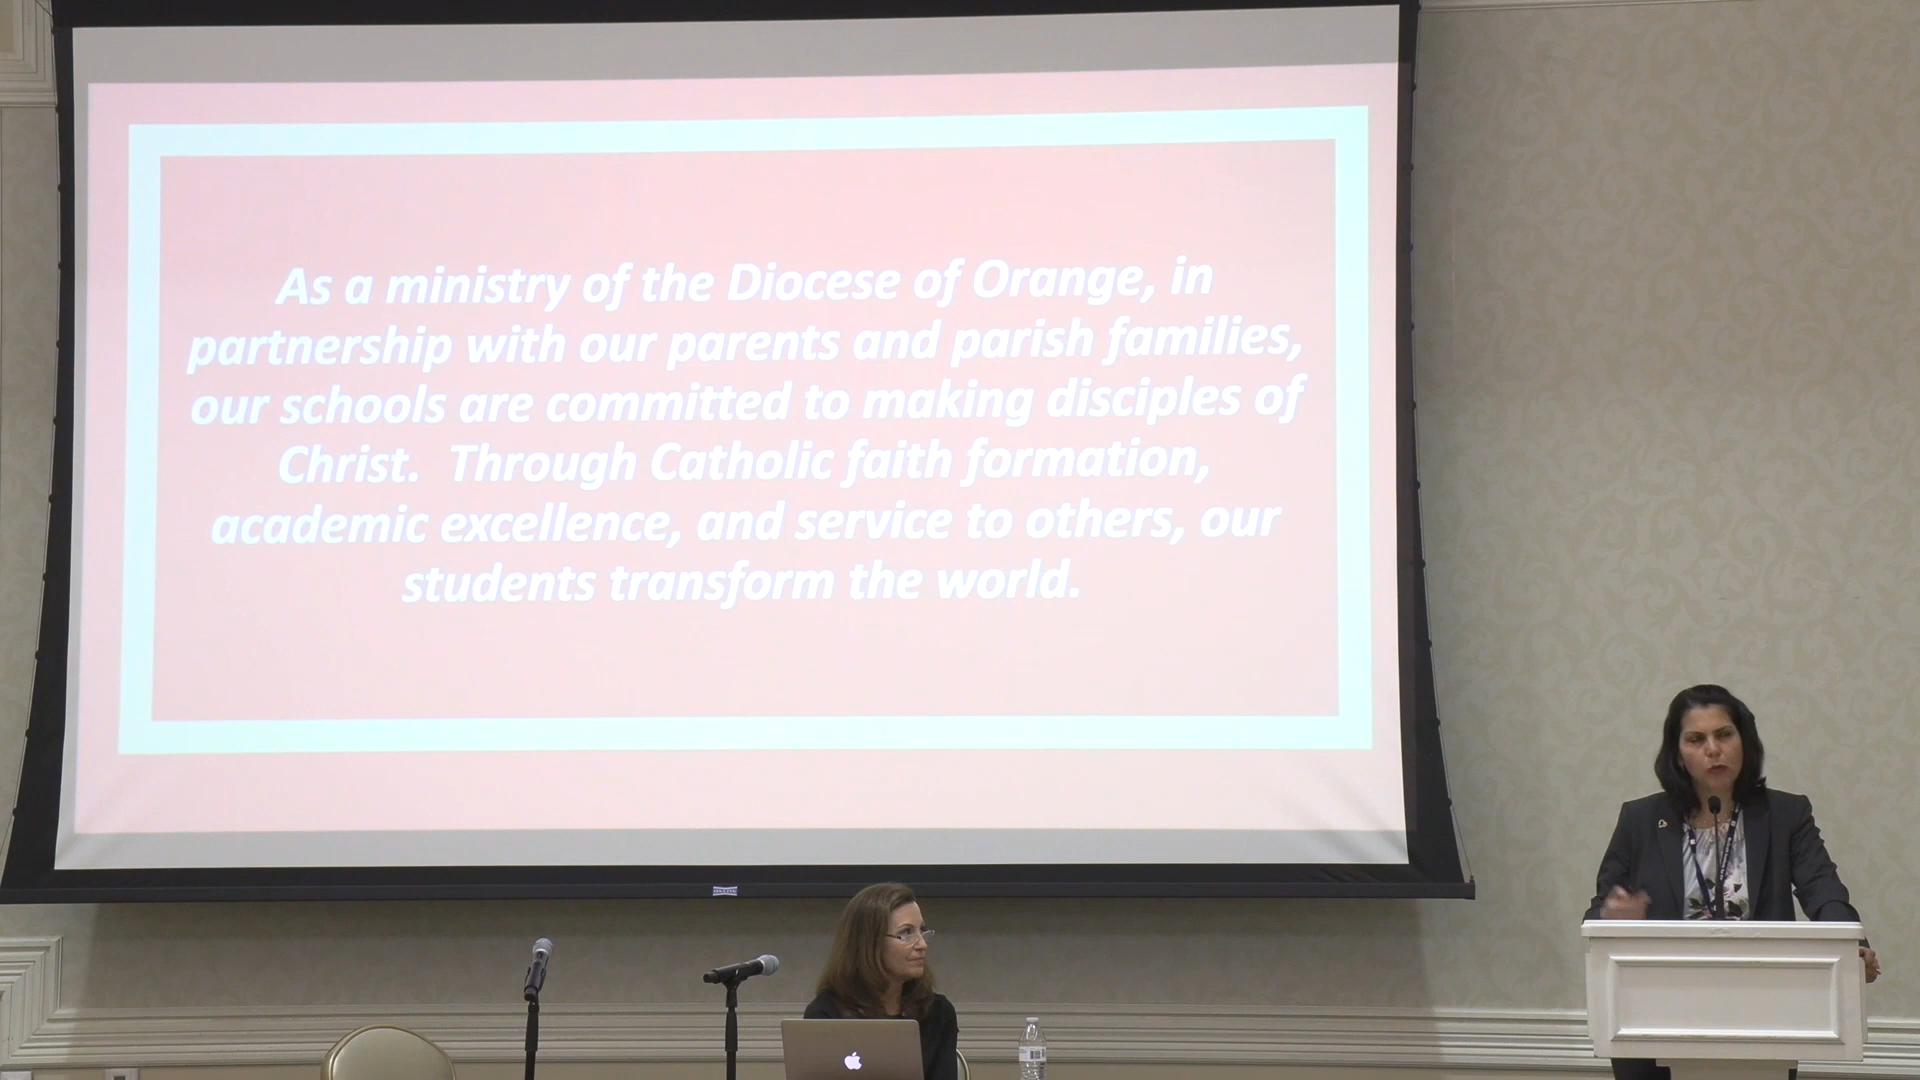 As a ministry of the Diocese of Orange, in
partnership with our parents and parish families,
our schools are committed to making disciples of
Christ.  Through Catholic faith formation,
academic excellence, and service to others, our
students transform the world.